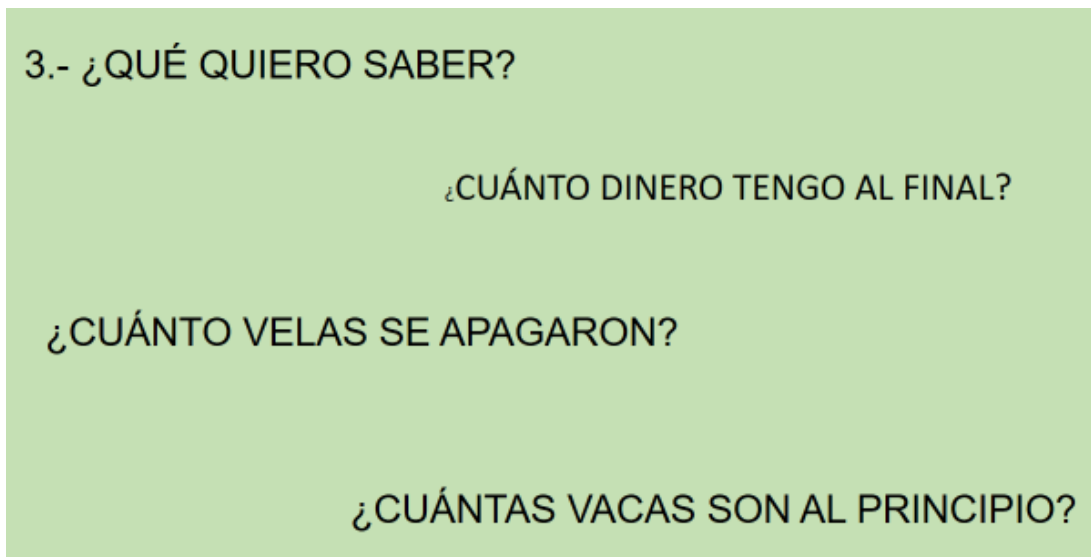 3.- ¿QUÉ QUIERO SABER?
¿CUÁNTO DINERO TENGO AL FINAL?
¿CUÁNTO VELAS SE APAGARON?
¿CUÁNTAS VACAS SON AL PRINCIPIO?